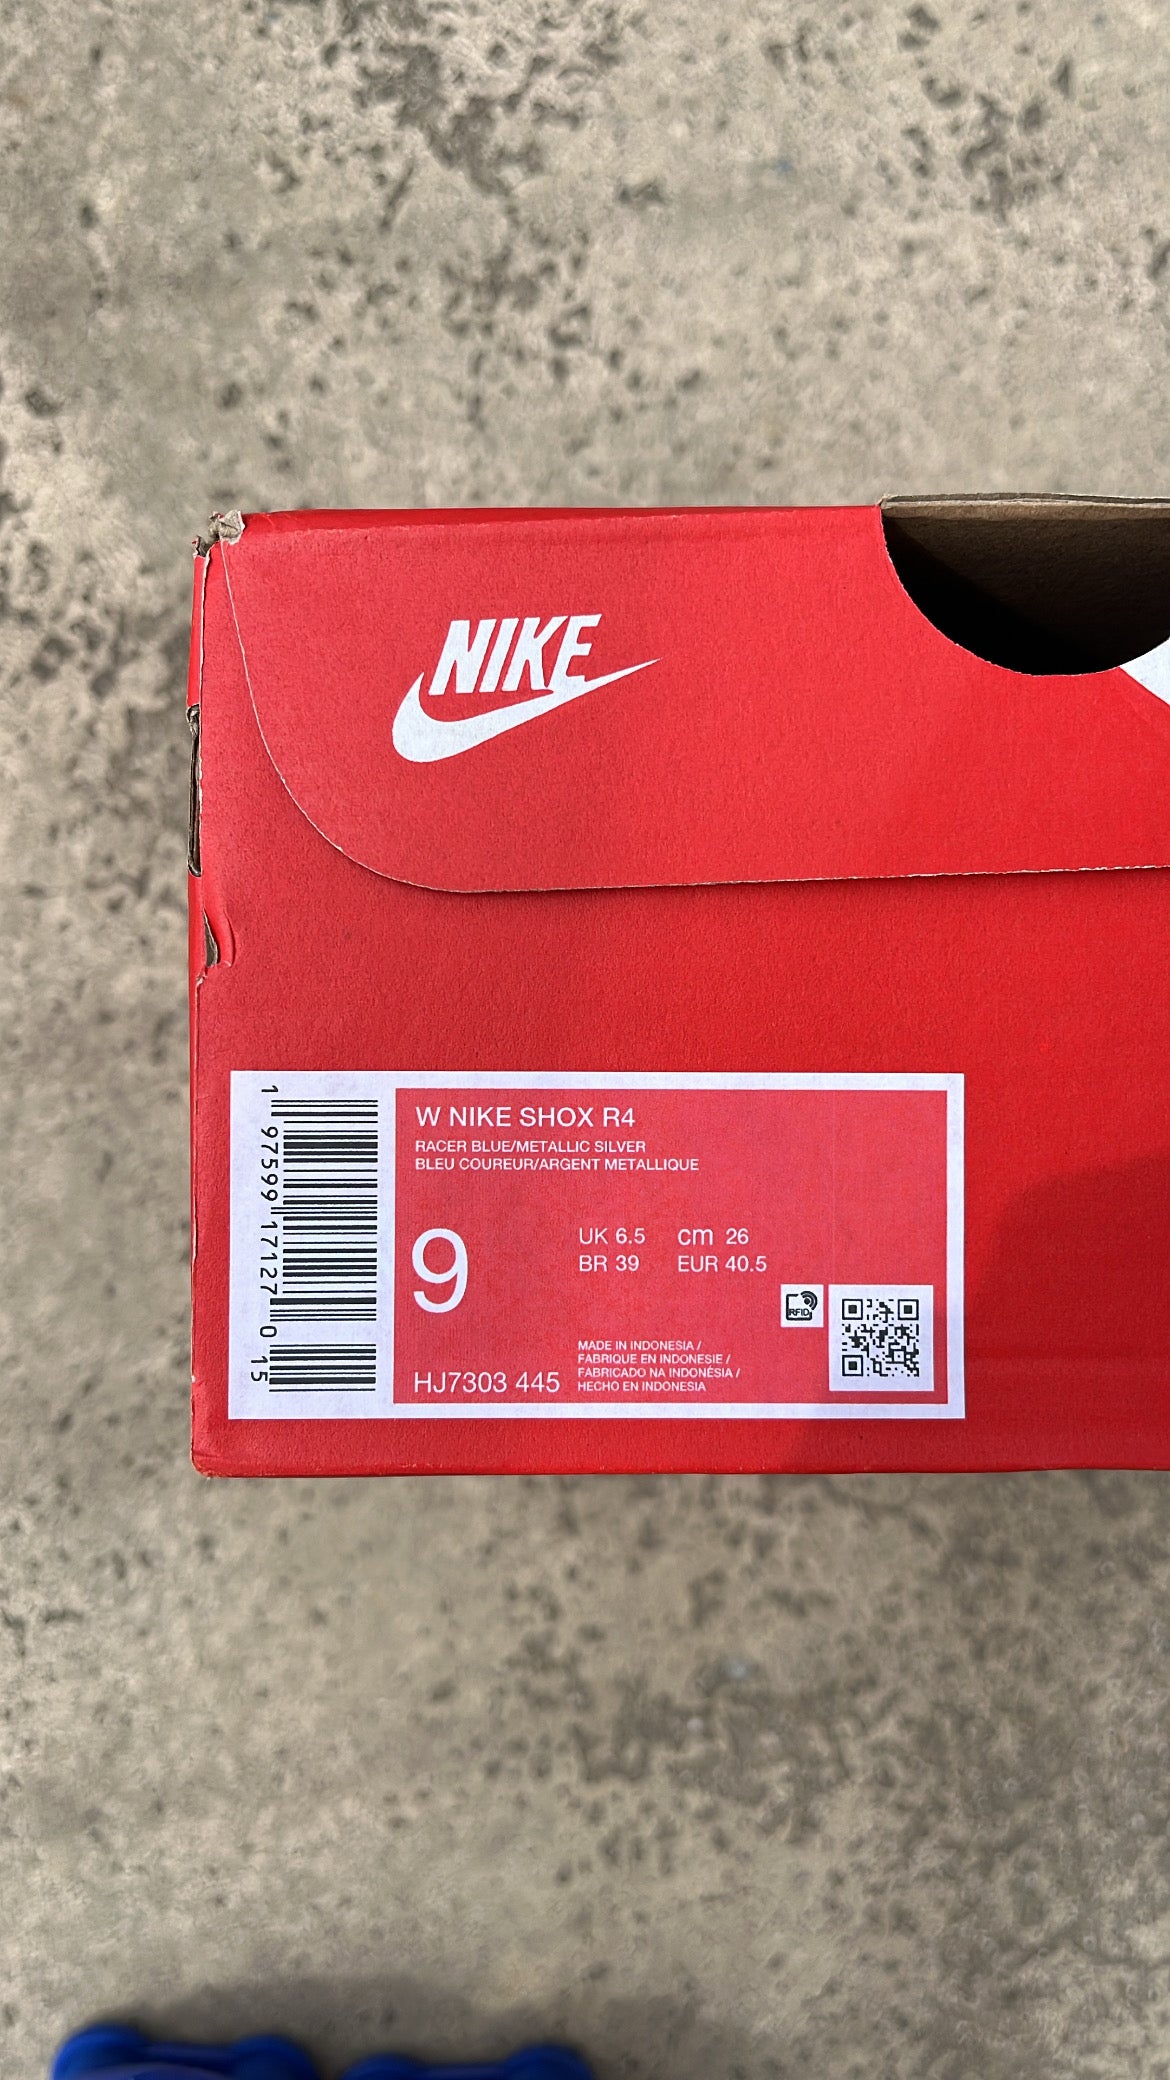 NIKE
W NIKE SHOX R4
RACER BLUE/METALLIC SILVER
BLEU COUREUR/ARGENT METALLIQUE
9
UK 6.5 cm 26
BR 39 EUR 40.5
RFID
HJ7303 445
MADE IN INDONESIA /
FABRIQUE EN INDONESIE /
FABRICADO NA INDONÉSIA /
HECHO EN INDONESIA
1 97599 17127 0 15